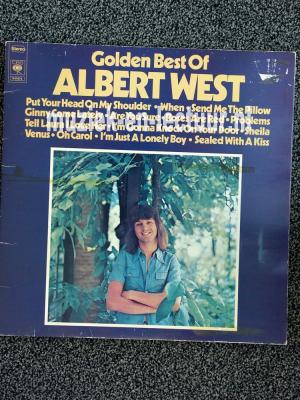 Stereo
CBS
Golden Best Of
ALBERT WEST
Put Your Head On My Shoulder • When • Send Me The Pillow
Ginny Come Lately • Are You Sure • Roses Are Red • Problems
Tell Laura I Love Her • I'm Gonna Knock On Your Door • Sheila
Venus • Oh Carol • I'm Just A Lonely Boy • Sealed With A Kiss